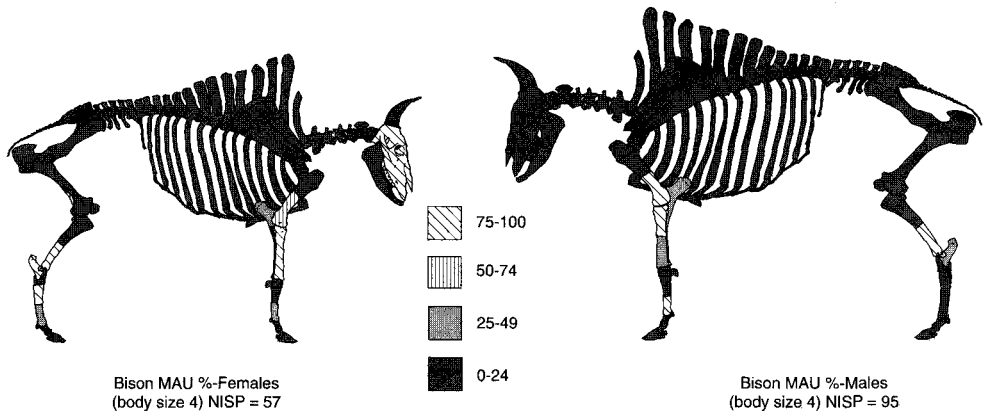 75-100
50-74
25-49
0-24
Bison MAU %-Females
(body size 4) NISP = 57
Bison MAU %-Males
(body size 4) NISP = 95